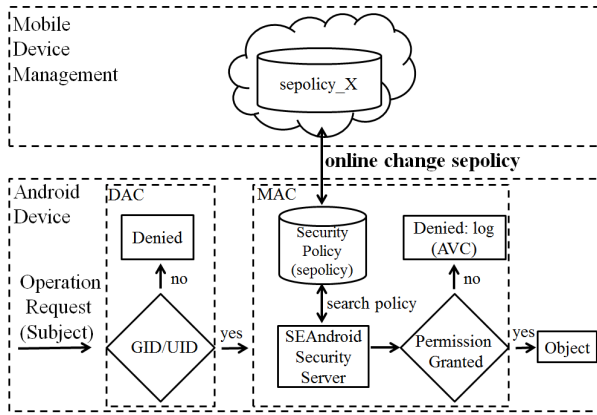 Mobile
Device
Management
sepolicy_X
online change sepolicy
Android
Device
DAC
MAC
Denied
Security
Policy
(sepolicy)
Denied: log
(AVC)
Operation
Request
(Subject)
no
search policy
no
GID/UID
yes
SEAndroid
Security
Server
Permission
Granted
yes
Object